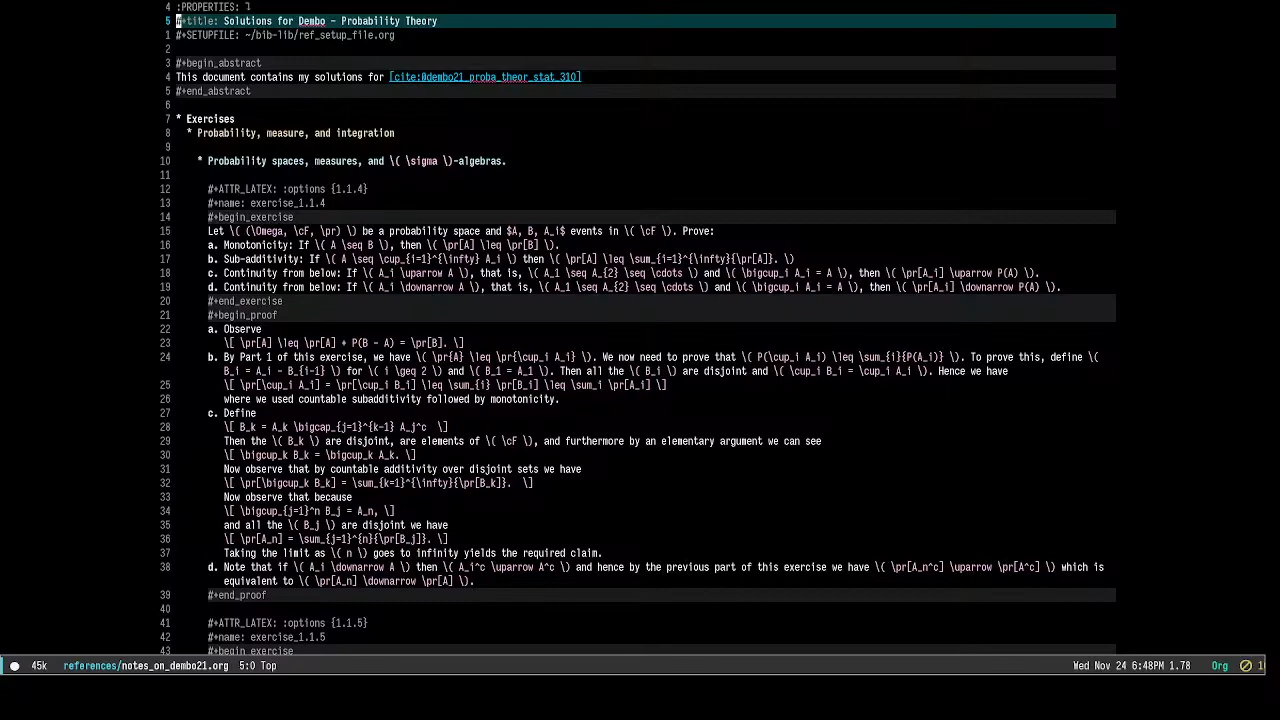 4 :PROPERTIES: ⤵
5 #+title: Solutions for Dembo - Probability Theory
1 #+SETUPFILE: ~/bib-lib/ref_setup_file.org
2
3 #+begin_abstract
4 This document contains my solutions for [cite:@dembo21_proba_theor_stat_310]
5 #+end_abstract
6
7 * Exercises
8 * Probability, measure, and integration
9
10 * Probability spaces, measures, and \( \sigma \)-algebras.
11
12 #+ATTR_LATEX: :options {1.1.4}
13 #+name: exercise_1.1.4
14 #+begin_exercise
15 Let \( (\Omega, \cF, \pr) \) be a probability space and $A, B, A_i$ events in \( \cF \). Prove:
16 a. Monotonicity: If \( A \seq B \), then \( \pr[A] \leq \pr[B] \).
17 b. Sub-additivity: If \( A \seq \cup_{i=1}^{\infty} A_i \) then \( \pr[A] \leq \sum_{i=1}^{\infty}{\pr[A]}. \)
18 c. Continuity from below: If \( A_i \uparrow A \), that is, \( A_1 \seq A_{2} \seq \cdots \) and \( \bigcup_i A_i = A \), then \( \pr[A_i] \uparrow P(A) \).
19 d. Continuity from below: If \( A_i \downarrow A \), that is, \( A_1 \seq A_{2} \seq \cdots \) and \( \bigcup_i A_i = A \), then \( \pr[A_i] \downarrow P(A) \).
20 #+end_exercise
21 #+begin_proof
22 a. Observe
23 \[ \pr[A] \leq \pr[A] + P(B - A) = \pr[B]. \]
24 b. By Part 1 of this exercise, we have \( \pr{A} \leq \pr{\cup_i A_i} \). We now need to prove that \( P(\cup_i A_i) \leq \sum_{i}{P(A_i)} \). To prove this, define \(
B_i = A_i - B_{i-1} \) for \( i \geq 2 \) and \( B_1 = A_1 \). Then all the \( B_i \) are disjoint and \( \cup_i B_i = \cup_i A_i \). Hence we have
25 \[ \pr[\cup_i A_i] = \pr[\cup_i B_i] \leq \sum_{i} \pr[B_i] \leq \sum_i \pr[A_i] \]
26 where we used countable subadditivity followed by monotonicity.
27 c. Define
28 \[ B_k = A_k \bigcap_{j=1}^{k-1} A_j^c \]
29 Then the \( B_k \) are disjoint, are elements of \( \cF \), and furthermore by an elementary argument we can see
30 \[ \bigcup_k B_k = \bigcup_k A_k. \]
31 Now observe that by countable additivity over disjoint sets we have
32 \[ \pr[\bigcup_k B_k] = \sum_{k=1}^{\infty}{\pr[B_k]}. \]
33 Now observe that because
34 \[ \bigcup_{j=1}^n B_j = A_n, \]
35 and all the \( B_j \) are disjoint we have
36 \[ \pr[A_n] = \sum_{j=1}^{n}{\pr[B_j]}. \]
37 Taking the limit as \( n \) goes to infinity yields the required claim.
38 d. Note that if \( A_i \downarrow A \) then \( A_i^c \uparrow A^c \) and hence by the previous part of this exercise we have \( \pr[A_n^c] \uparrow \pr[A^c] \) which is
equivalent to \( \pr[A_n] \downarrow \pr[A] \).
39 #+end_proof
40
41 #+ATTR_LATEX: :options {1.1.5}
42 #+name: exercise_1.1.5
43 #+begin_exercise
45k references/notes_on_dembo21.org 5:0 Top Wed Nov 24 6:48PM 1.78 Org